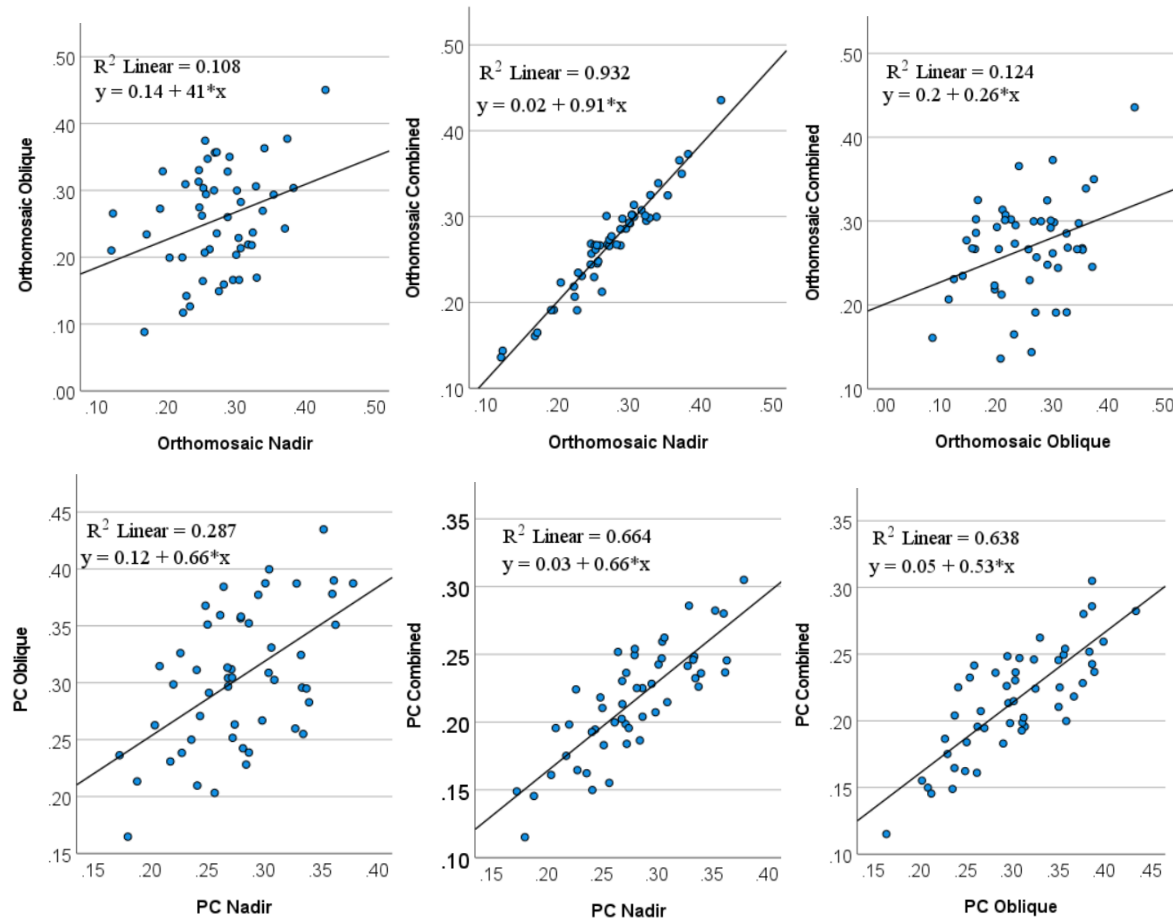 R² Linear = 0.108
y = 0.14 + 41*x
.50
.40
.30
.20
.10
.00
Orthomosaic Oblique
.10 .20 .30 .40 .50
Orthomosaic Nadir
R² Linear = 0.932
y = 0.02 + 0.91*x
.50
.40
.30
.20
.10
Orthomosaic Combined
.10 .20 .30 .40 .50
Orthomosaic Nadir
R² Linear = 0.124
y = 0.2 + 0.26*x
.50
.40
.30
.20
.10
Orthomosaic Combined
.00 .10 .20 .30 .40 .50
Orthomosaic Oblique
R² Linear = 0.287
y = 0.12 + 0.66*x
.45
.40
.35
.30
.25
.20
.15
PC Oblique
.15 .20 .25 .30 .35 .40
PC Nadir
R² Linear = 0.664
y = 0.03 + 0.66*x
.35
.30
.25
.20
.15
.10
PC Combined
.15 .20 .25 .30 .35 .40
PC Nadir
R² Linear = 0.638
y = 0.05 + 0.53*x
.35
.30
.25
.20
.15
.10
PC Combined
.15 .20 .25 .30 .35 .40 .45
PC Oblique